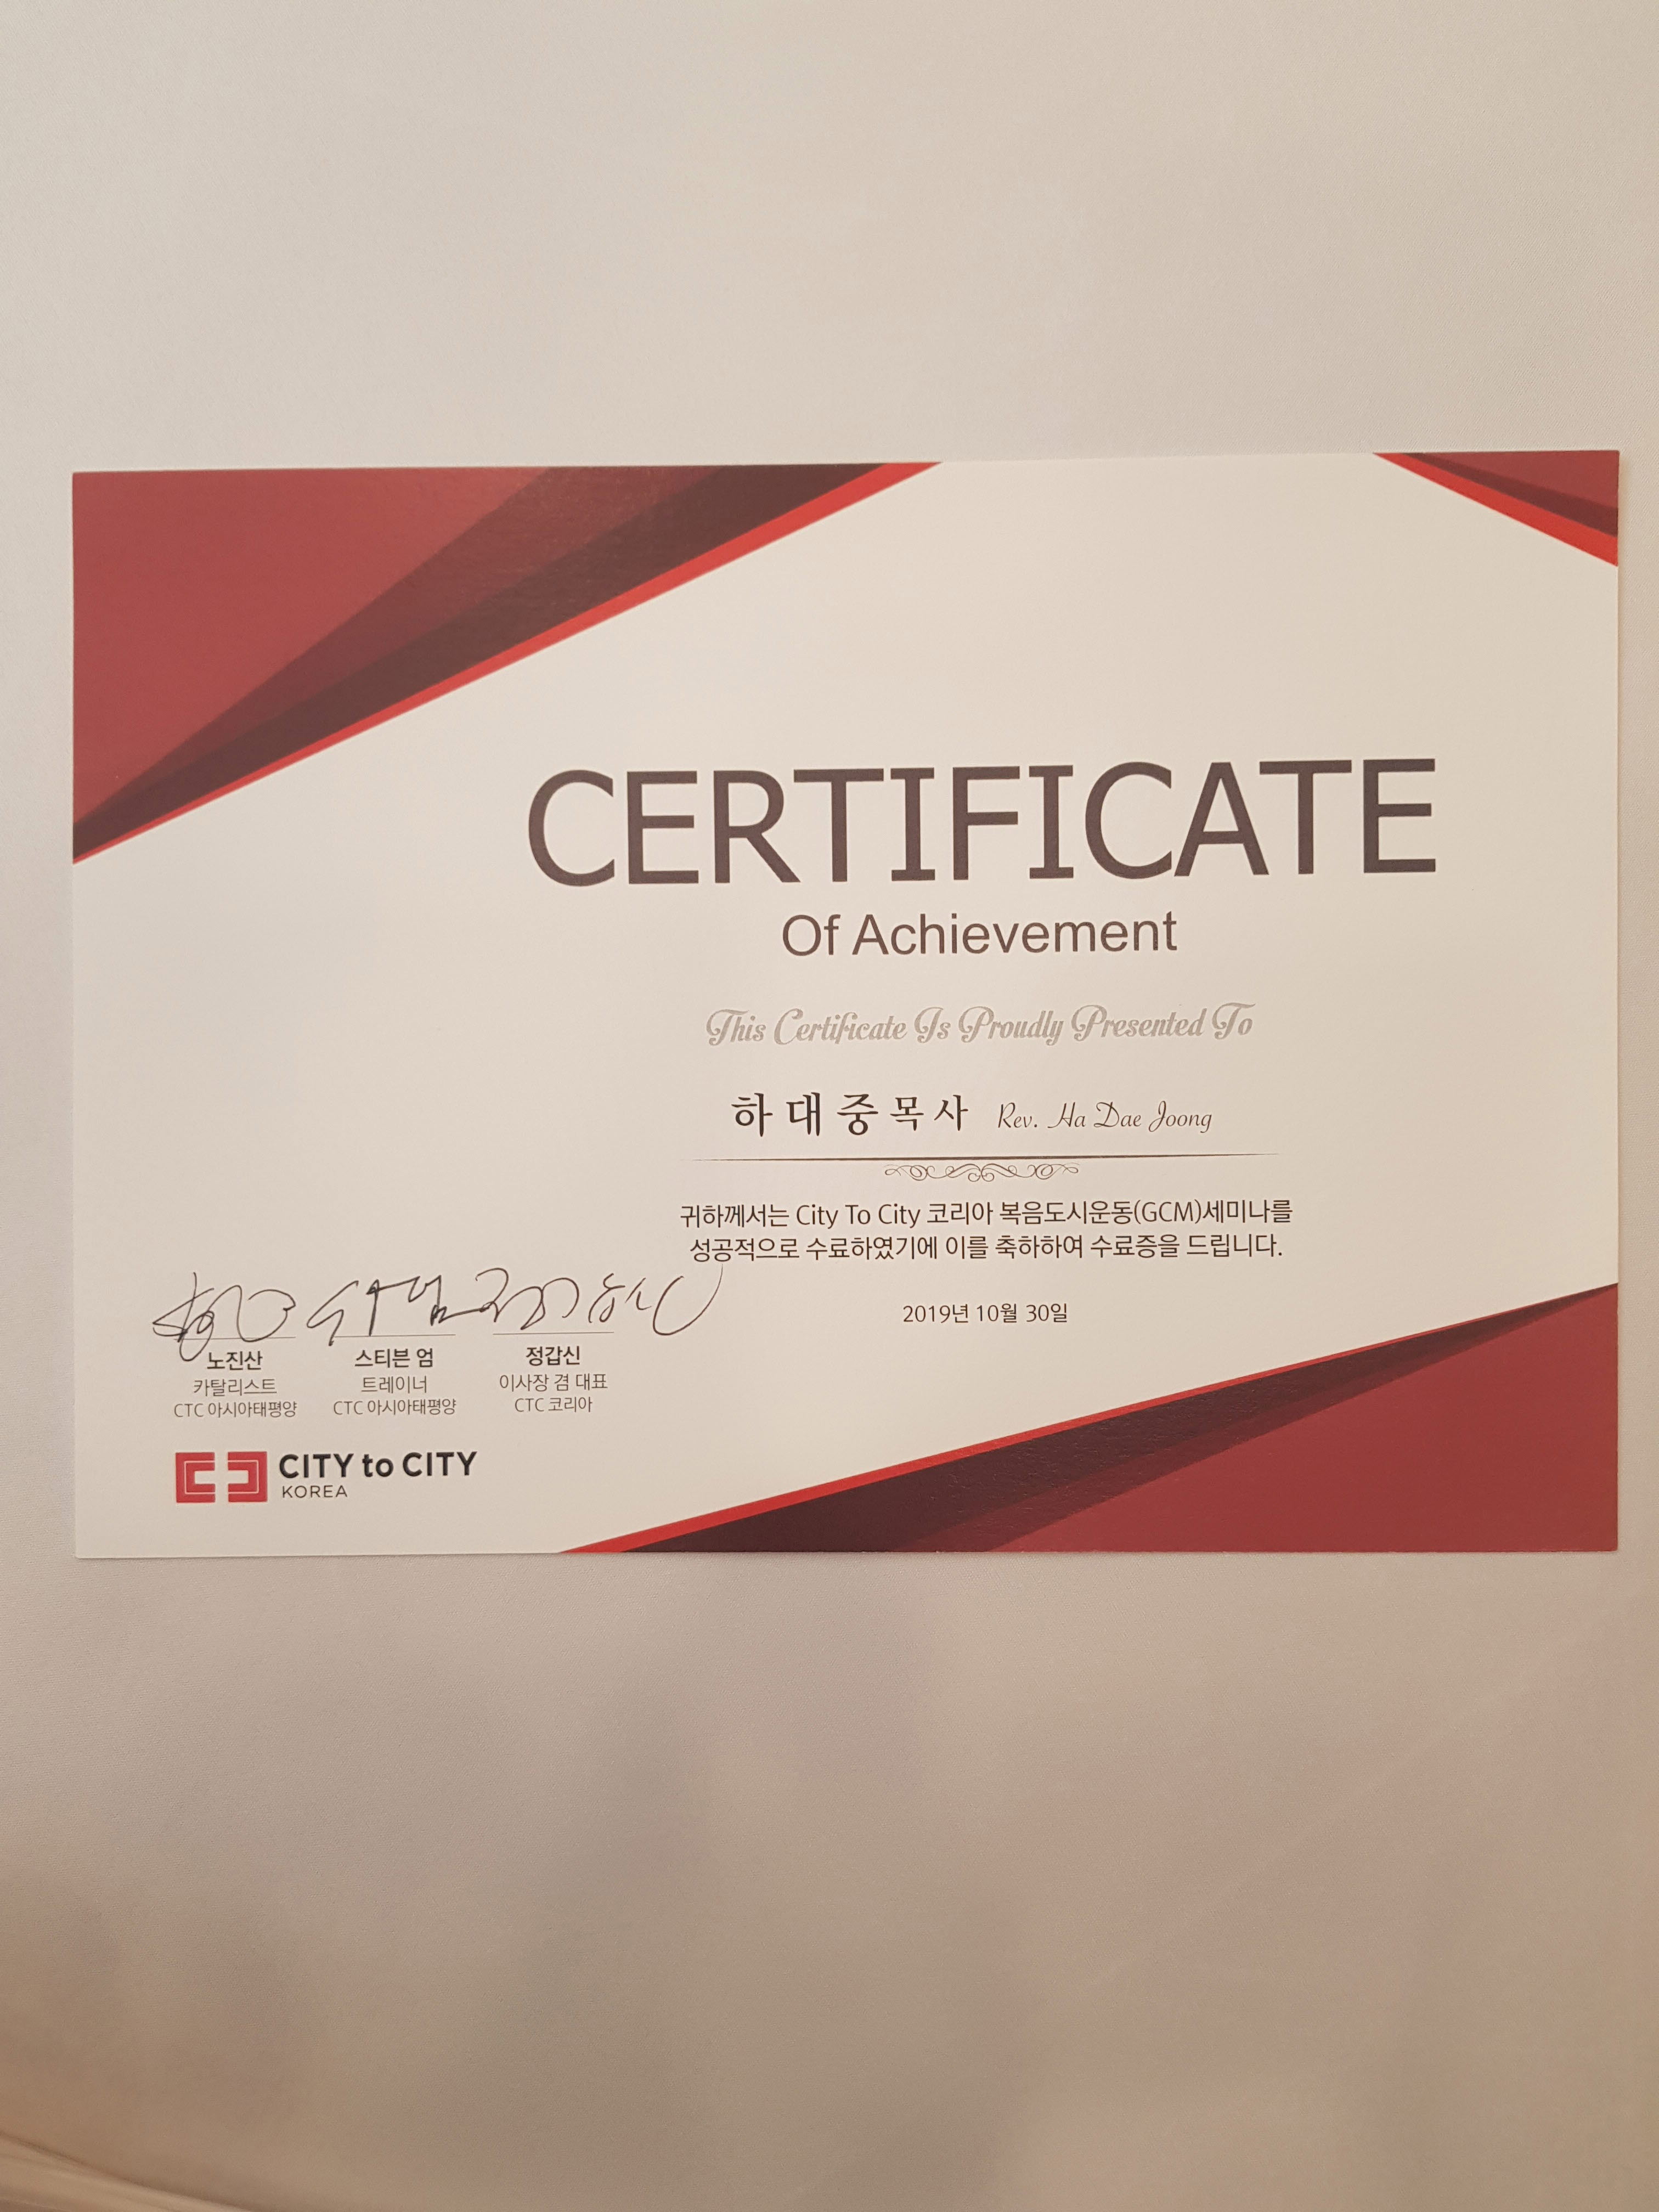 CERTIFICATE
Of Achievement
This Certificate Is Proudly Presented To
하대중목사 Rev. Ha Dae Joong
귀하께서는 City To City 코리아 복음도시운동(GCM)세미나를
성공적으로 수료하였기에 이를 축하하여 수료증을 드립니다.
2019년 10월 30일
노진산
카탈리스트
CTC 아시아태평양
스티븐 엄
트레이너
CTC 아시아태평양
정갑신
이사장 겸 대표
CTC 코리아
CITY to CITY
KOREA